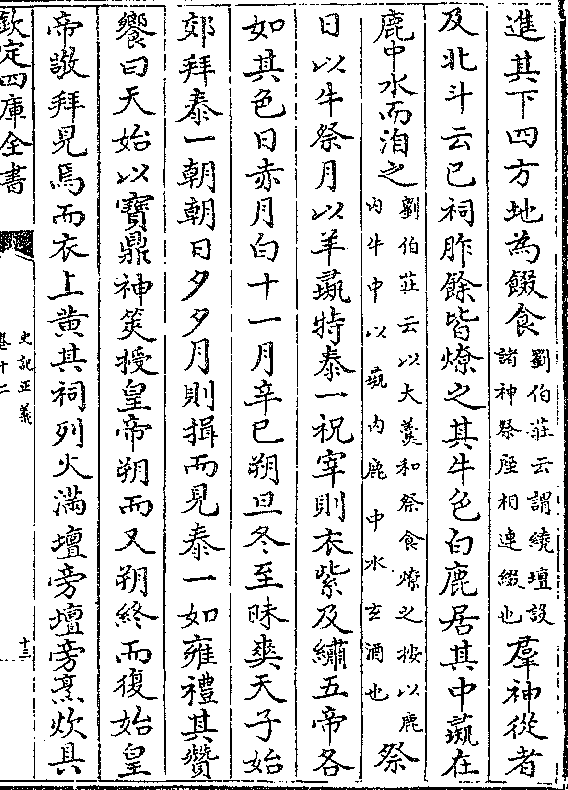 進其下四方地為餟食劉伯莊云謂繞壇設諸神祭座相連綴也羣神從者
及北斗云已祠胙餘皆燎之其牛色白鹿居其中彘在
鹿中水而洎之劉伯莊云以大羹和祭食燎之按以鹿内牛中以彘内鹿中水玄酒也祭
日以牛祭月以羊彘特泰一祝宰則衣紫及繡五帝各
如其色日赤月白十一月辛巳朔旦冬至昧爽天子始
郊拜泰一朝朝日夕夕月則揖而見泰一如雍禮其贊
饗曰天始以寶鼎神筴授皇帝朔而又朔終而復始皇
帝敬拜見焉而衣上黄其祠列火滿壇旁壇旁烹炊具
欽定四庫全書
史記正義
卷十二
十三